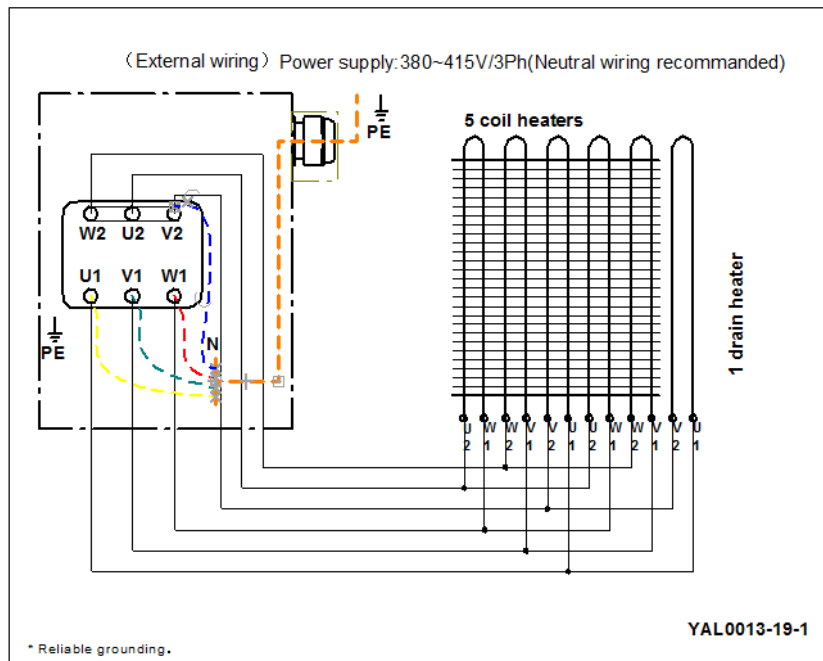 （External wiring）Power supply:380~415V/3Ph(Neutral wiring recommanded)
PE
5 coil heaters
W2 U2 V2
U1 V1 W1
PE
N
1 drain heater
U2 W1 W2 V1 V2 U1 U2 W1 W2 V1 V2 U1
YAL0013-19-1
* Reliable grounding.